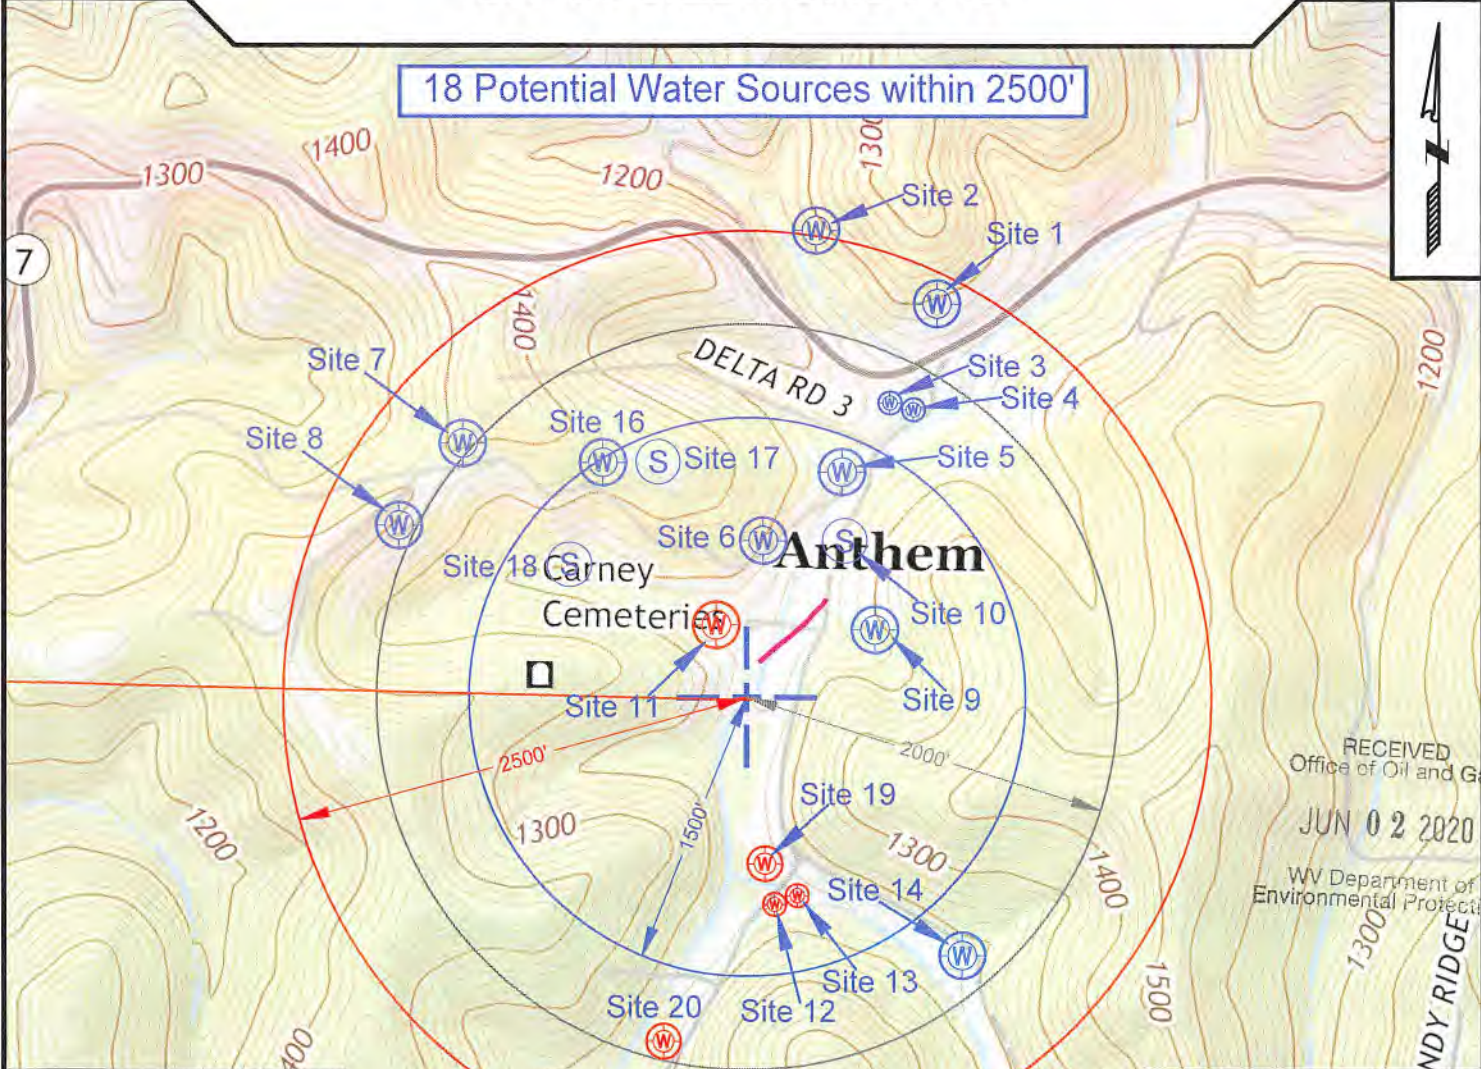 18 Potential Water Sources within 2500'
1400
1300
1200
1300
Site 2
Site 1
7
1400
DELTA RD 3
1200
Site 7
Site 3
W
W
Site 4
Site 8
Site 16
S
Site 17
Site 5
W
W
W
W
W
W
Site 6
W
Anthem
S
Site 18
S
Carney
Cemeteries
W
W
Site 10
Site 11
Site 9
2500'
2000'
1500'
RECEIVED
Office of Oil and Ga
JUN 02 2020
WV Department of
Environmental Protecti
1200
1300
Site 19
W
1300
1400
W
W
Site 14
W
1300
Site 13
Site 12
Site 20
W
1500
400
NDY RIDGE